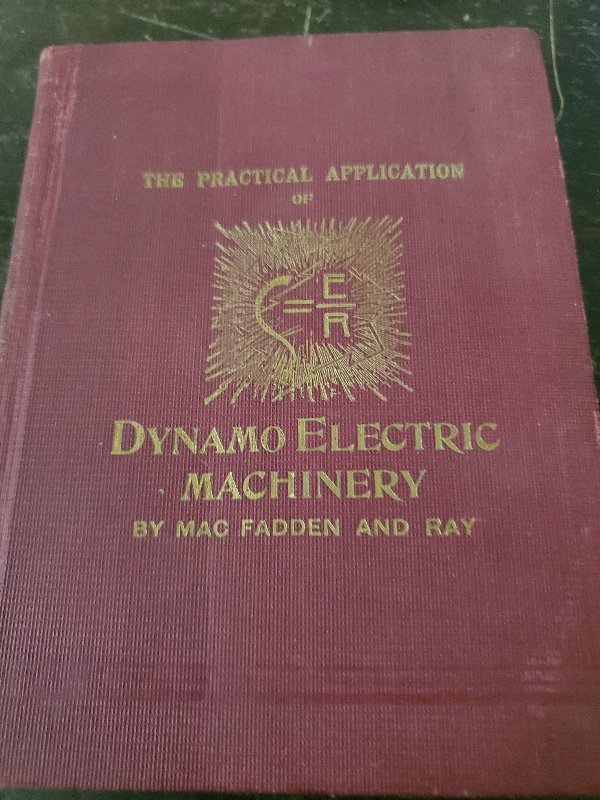 THE PRACTICAL APPLICATION
OF
C = E
R
DYNAMO ELECTRIC
MACHINERY
BY MAC FADDEN AND RAY